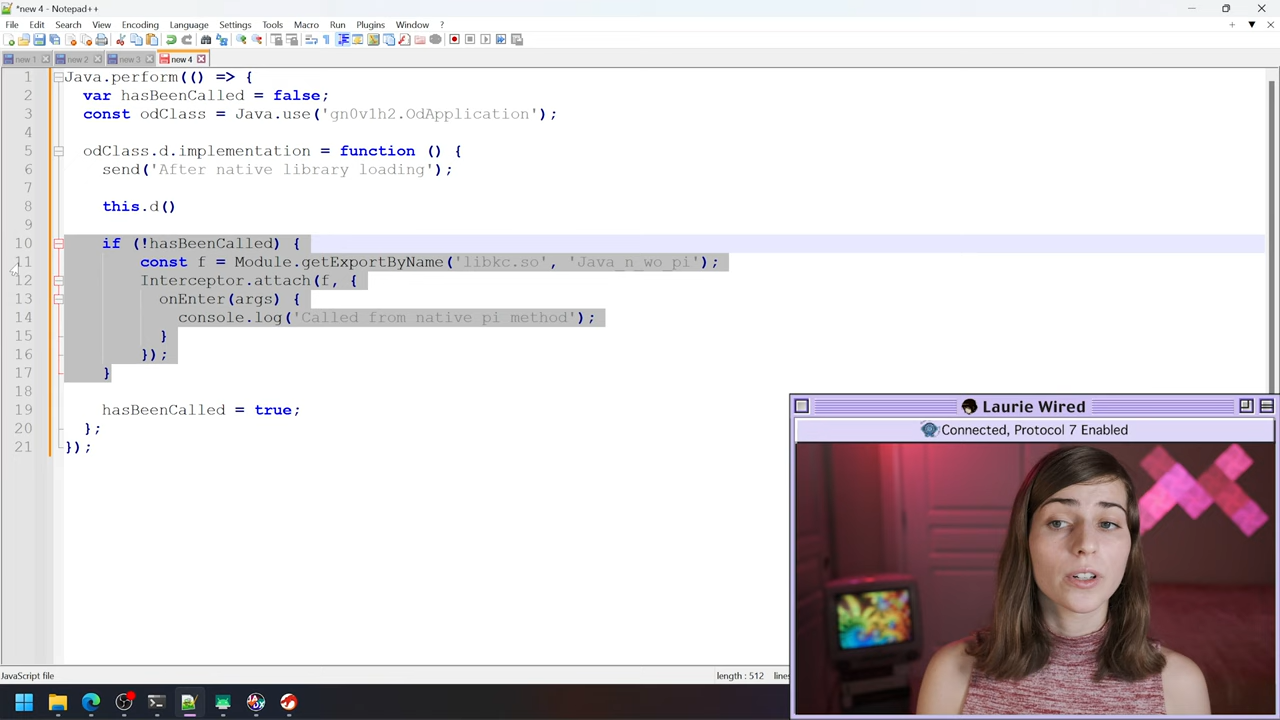 *new 4 - Notepad++
File Edit Search View Encoding Language Settings Tools Macro Run Plugins Window ?
new 1 new 2 new 3 new 4
1 Java.perform(() => {
2 var hasBeenCalled = false;
3 const odClass = Java.use('gn0v1h2.OdApplication');
4
5 odClass.d.implementation = function () {
6 send('After native library loading');
7
8 this.d()
9
10 if (!hasBeenCalled) {
11 const f = Module.getExportByName('libkc.so', 'Java_n_wo_pi');
12 Interceptor.attach(f, {
13 onEnter(args) {
14 console.log('Called from native pi method');
15 }
16 });
17 }
18
19 hasBeenCalled = true;
20 };
21 });
Laurie Wired
Connected, Protocol 7 Enabled
JavaScript file length : 512 lines